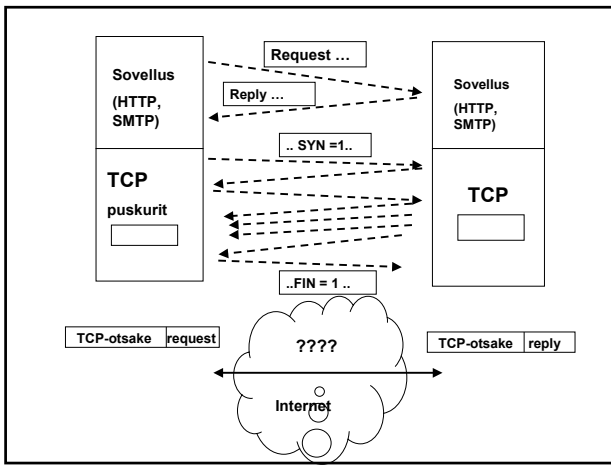 Request …
Sovellus
(HTTP,
SMTP)
Reply …
Sovellus
(HTTP,
SMTP)
.. SYN =1..
TCP
puskurit
TCP
..FIN = 1 ..
TCP-otsake request
????
TCP-otsake reply
Internet